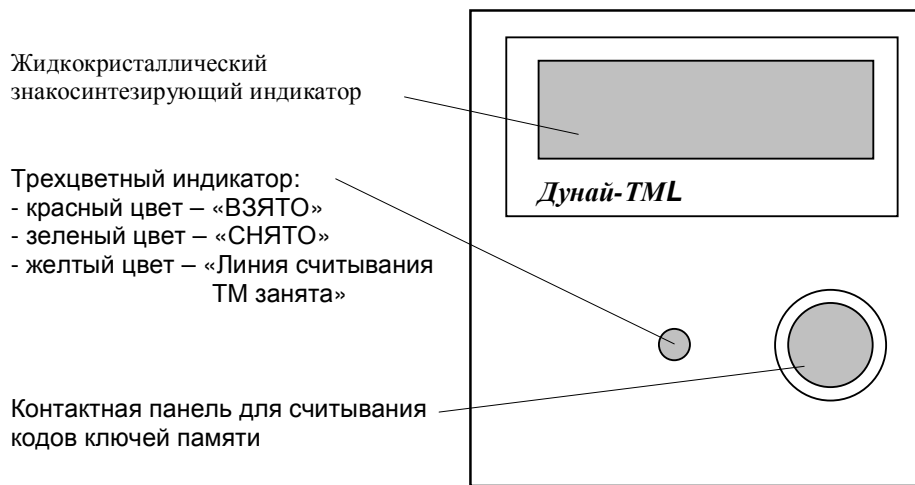 Жидкокристаллический
знакосинтезирующий индикатор
Дунай-TML
Трехцветный индикатор:
- красный цвет – «ВЗЯТО»
- зеленый цвет – «СНЯТО»
- желтый цвет – «Линия считывания
ТМ занята»
Контактная панель для считывания
кодов ключей памяти